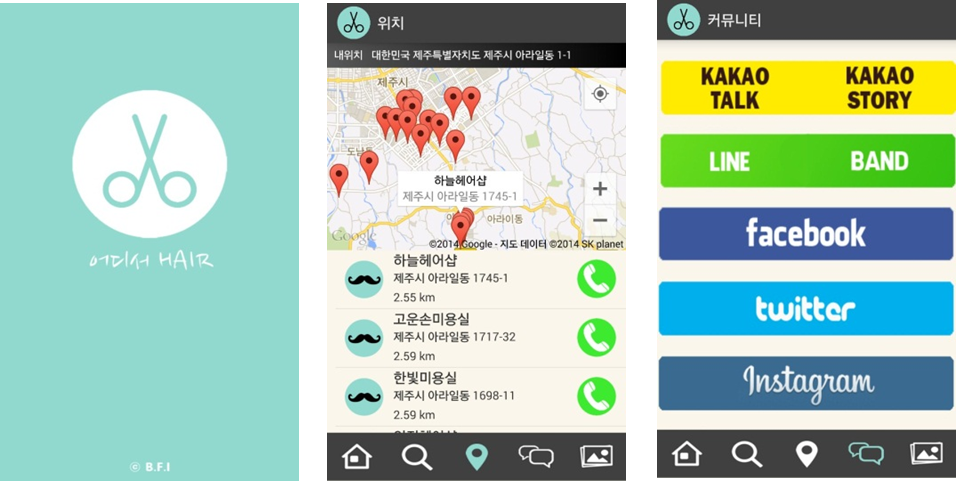 어디서 HAIR
ⓒ B.F.I
위치
내위치 대한민국 제주특별자치도 제주시 아라일동 1-1
제주시
도남동
하늘헤어샵
제주시 아라일동 1745-1
아라이동
+
−
Google
©2014 Google - 지도 데이터 ©2014 SK planet
하늘헤어샵
제주시 아라일동 1745-1
2.55 km
고운손미용실
제주시 아라일동 1717-32
2.59 km
한빛미용실
제주시 아라일동 1698-11
2.59 km
커뮤니티
KAKAO TALK
KAKAO STORY
LINE BAND
facebook
twitter
Instagram